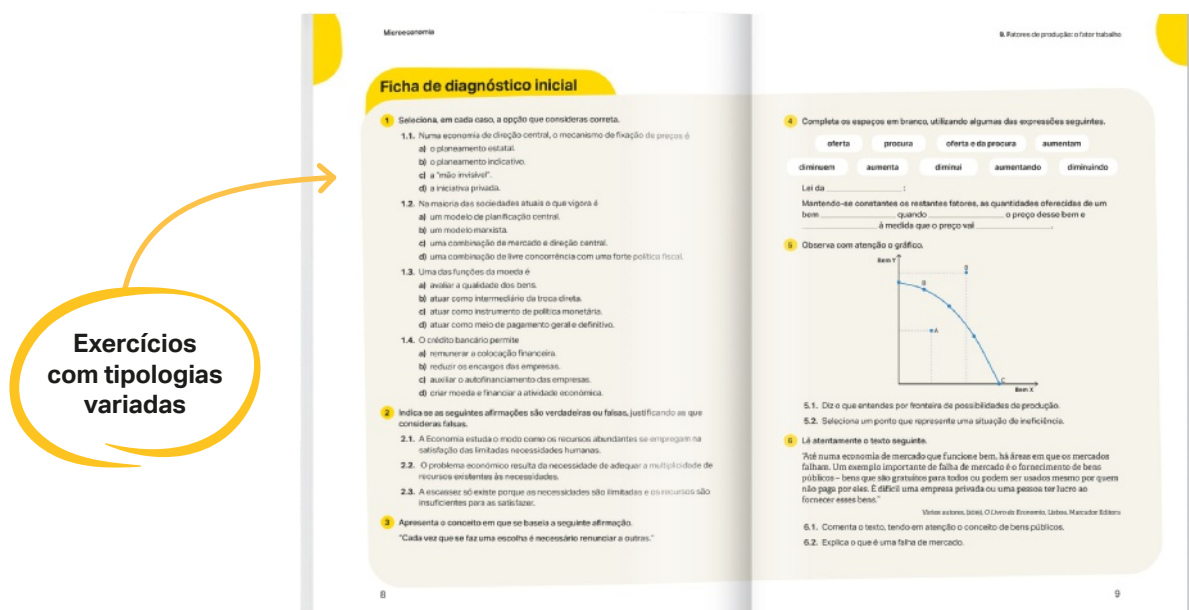 Exercícios
com tipologias
variadas
Microeconomia
Ficha de diagnóstico inicial
1 Seleciona, em cada caso, a opção que consideras correta.
1.1. Numa economia de direção central, o mecanismo de fixação de preços é
a) o planeamento estatal.
b) o planeamento indicativo.
c) a "mão invisível".
d) a iniciativa privada.
1.2. Na maioria das sociedades atuais o que vigora é
a) um modelo de planificação central.
b) um modelo marxista.
c) uma combinação de mercado e direção central.
d) uma combinação de livre concorrência com uma forte política fiscal.
1.3. Uma das funções da moeda é
a) avaliar a qualidade dos bens.
b) atuar como intermediário da troca direta.
c) atuar como instrumento de política monetária.
d) atuar como meio de pagamento geral e definitivo.
1.4. O crédito bancário permite
a) remunerar a colocação financeira.
b) reduzir os encargos das empresas.
c) auxiliar o autofinanciamento das empresas.
d) criar moeda e financiar a atividade económica.
2 Indica se as seguintes afirmações são verdadeiras ou falsas, justificando as que
consideras falsas.
2.1. A Economia estuda o modo como os recursos abundantes se empregam na
satisfação das limitadas necessidades humanas.
2.2. O problema económico resulta da necessidade de adequar a multiplicidade de
recursos existentes às necessidades.
2.3. A escassez só existe porque as necessidades são ilimitadas e os recursos são
insuficientes para as satisfazer.
3 Apresenta o conceito em que se baseia a seguinte afirmação.
"Cada vez que se faz uma escolha é necessário renunciar a outras."
8
9. Fatores de produção: o fator trabalho
4 Completa os espaços em branco, utilizando algumas das expressões seguintes.
oferta procura oferta e da procura aumentam
diminuem aumenta diminui aumentando diminuindo
Lei da ____________ :
Mantendo-se constantes os restantes fatores, as quantidades oferecidas de um
bem ____________ quando ____________ o preço desse bem e
____________ à medida que o preço vai ____________.
5 Observa com atenção o gráfico.
Bem Y
B
A
C
Bem X
5.1. Diz o que entendes por fronteira de possibilidades de produção.
5.2. Seleciona um ponto que represente uma situação de ineficiência.
6 Lê atentamente o texto seguinte.
"Até numa economia de mercado que funcione bem, há áreas em que os mercados
falham. Um exemplo importante de falha de mercado é o fornecimento de bens
públicos – bens que são gratuitos para todos ou podem ser usados mesmo por quem
não paga por eles. É difícil uma empresa privada ou uma pessoa ter lucro ao
fornecer esses bens."
Vários autores, O Livro da Economia, Lisboa, Marcador Editora
6.1. Comenta o texto, tendo em atenção o conceito de bens públicos.
6.2. Explica o que é uma falha de mercado.
9